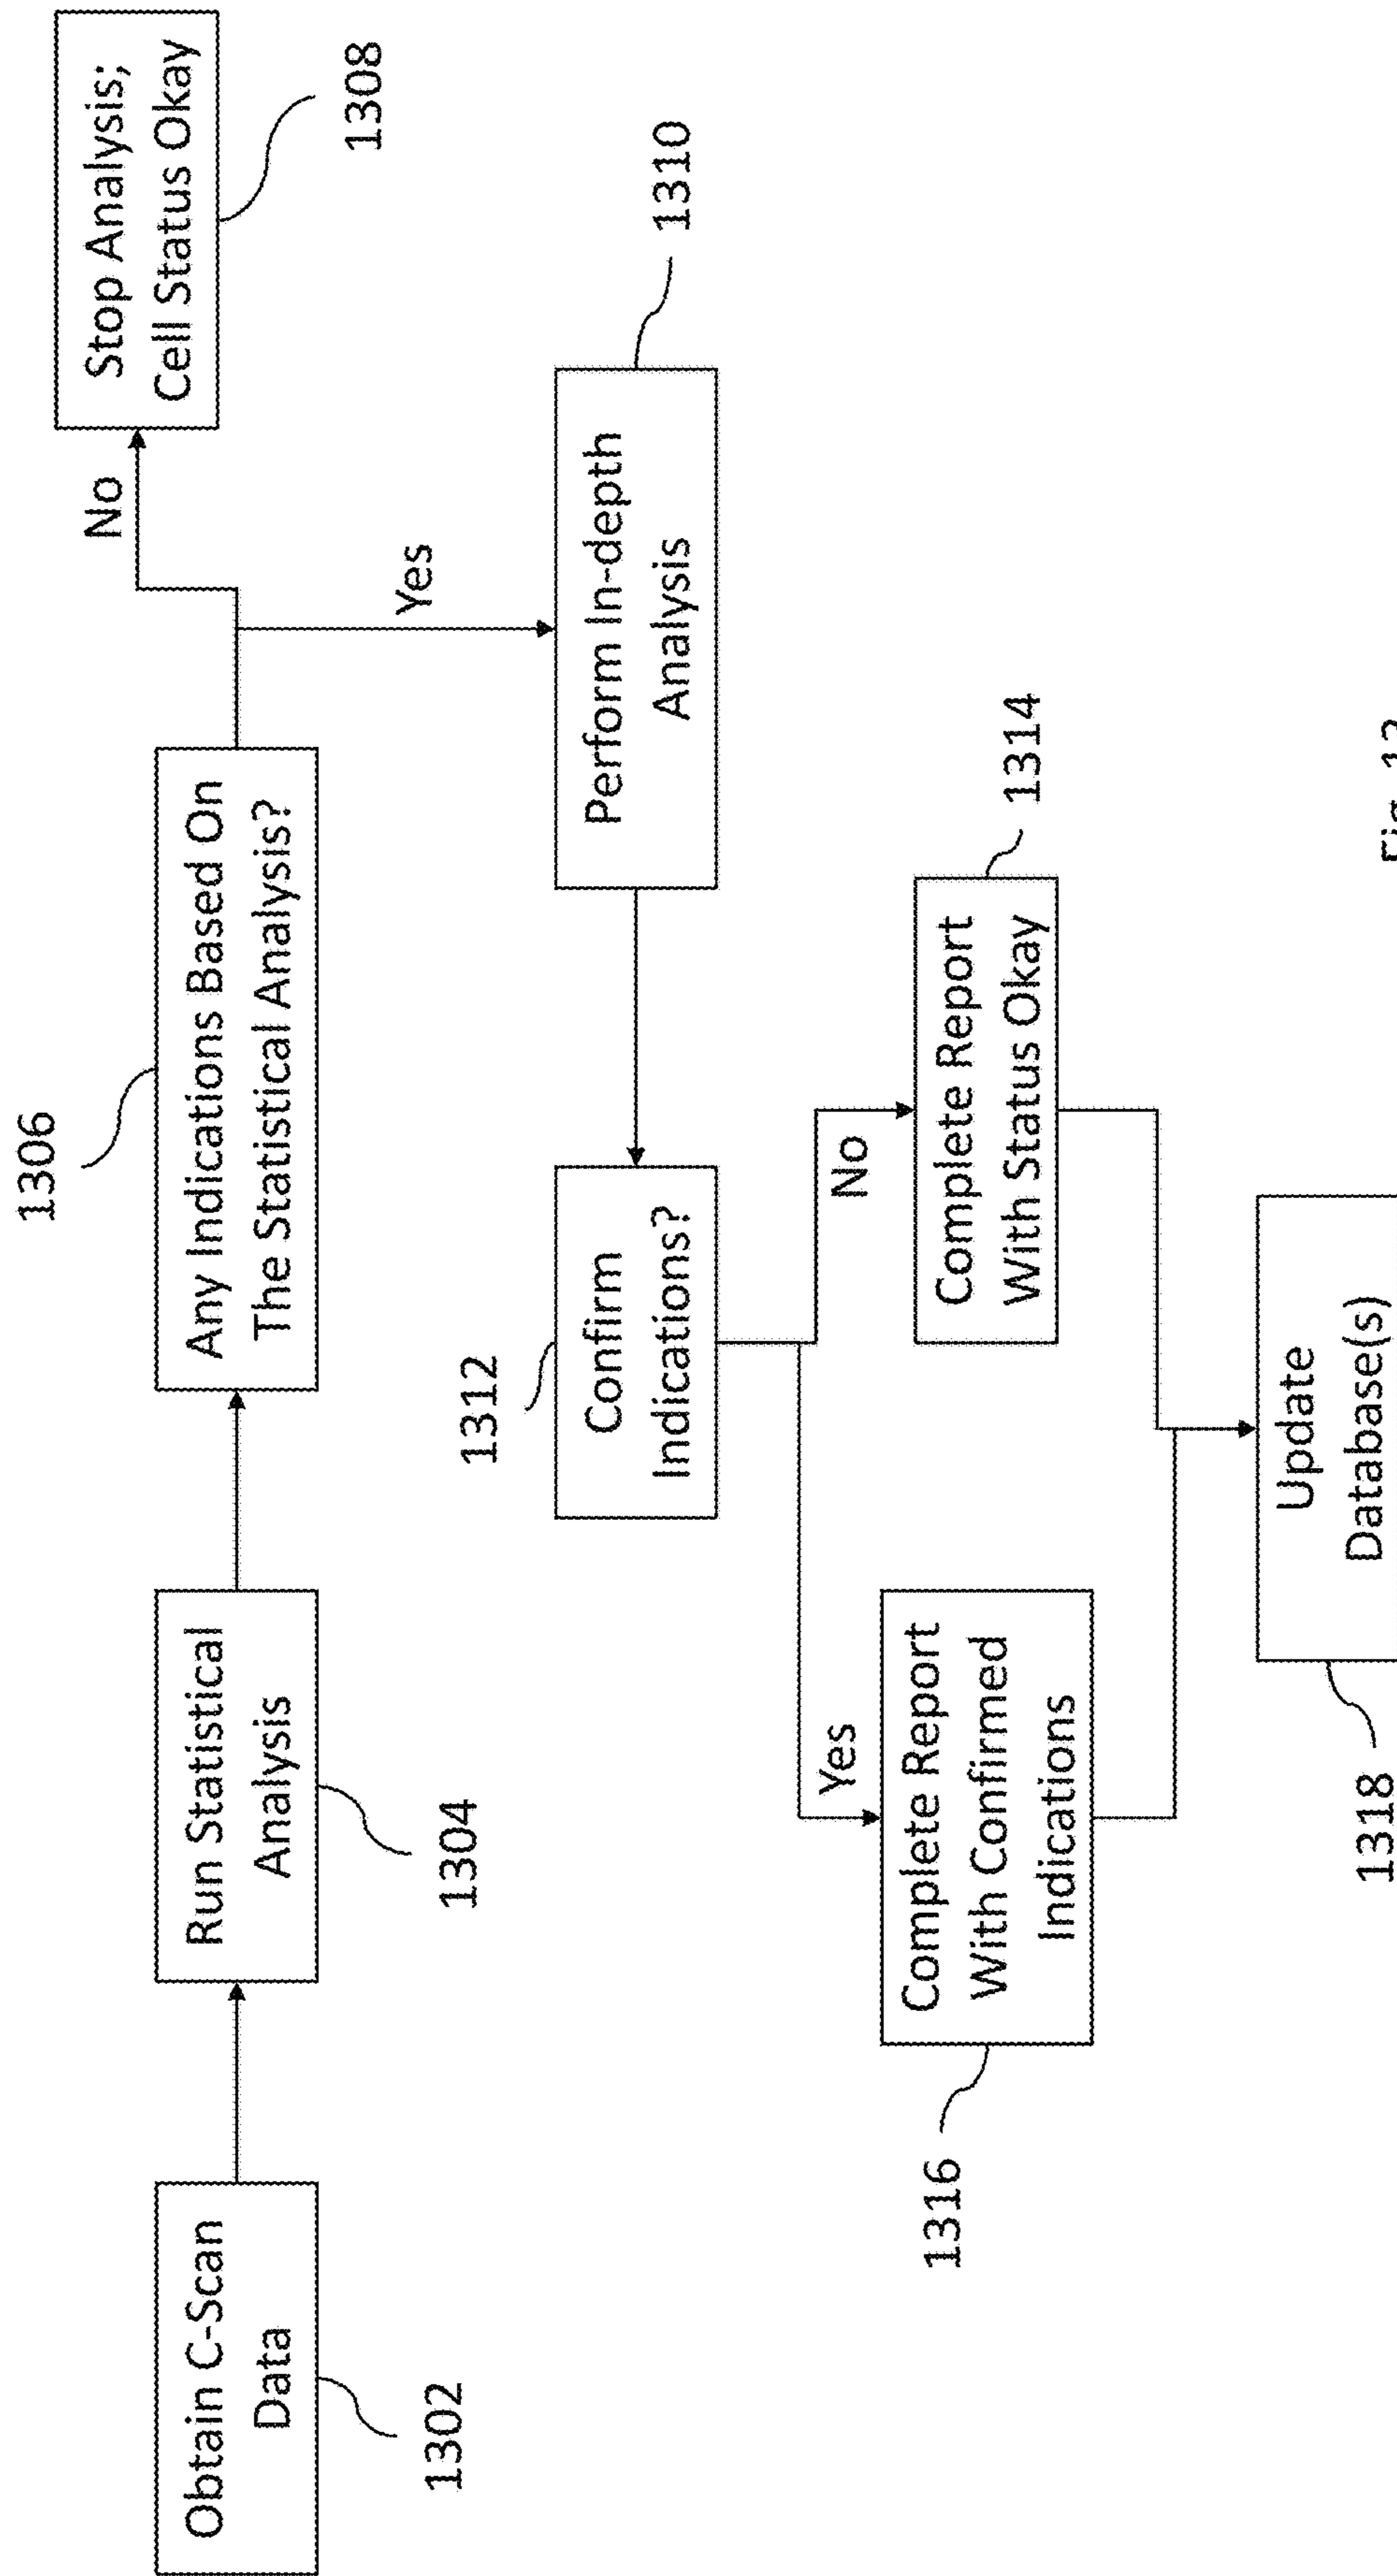 1306
Obtain C-Scan
Data
1302
Run Statistical
Analysis
1304
Any Indications Based On
The Statistical Analysis?
No
Stop Analysis;
Cell Status Okay
1308
Yes
Perform In-depth
Analysis
1310
1312
Confirm
Indications?
No
Complete Report
With Status Okay
1314
Yes
Complete Report
With Confirmed
Indications
1316
Update
Database(s)
1318